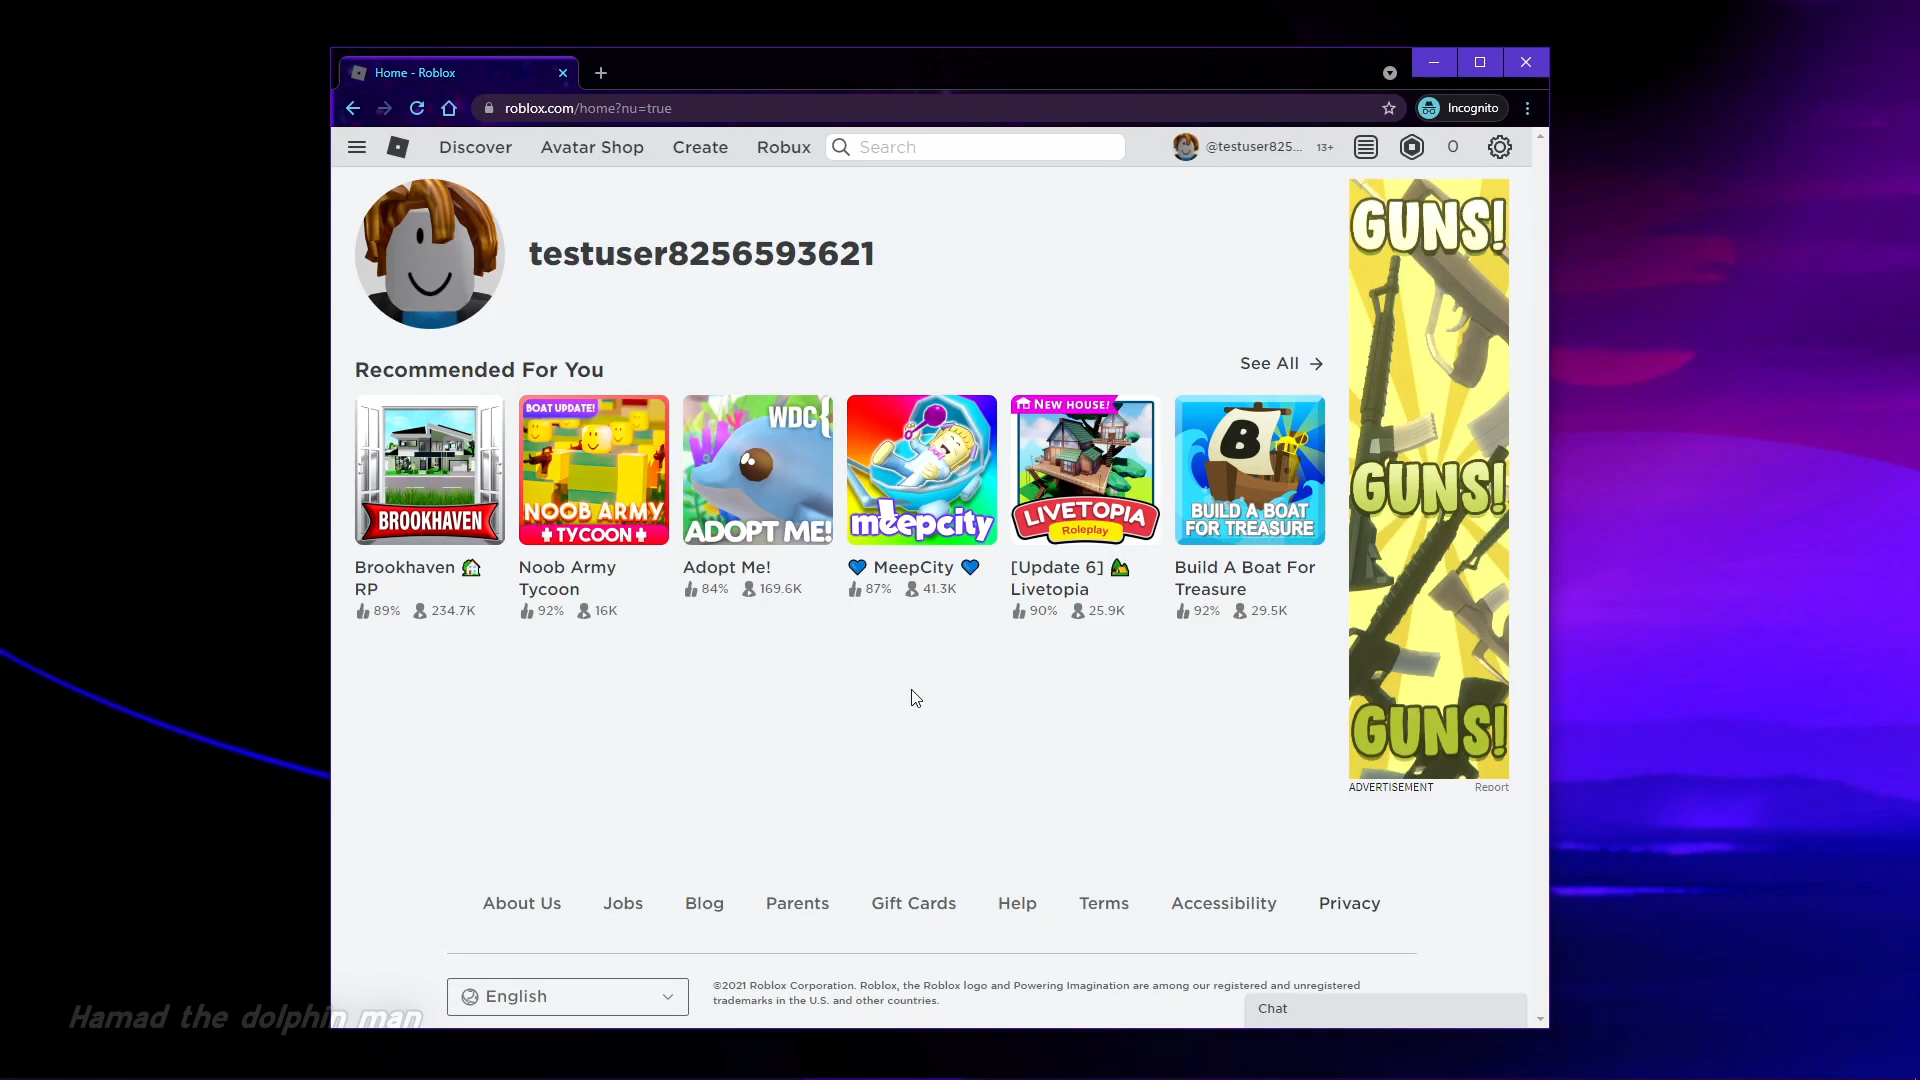 Home - Roblox
roblox.com/home?nu=true
Incognito
Discover
Avatar Shop
Create
Robux
Search
@testuser825...
13+
0
testuser8256593621
Recommended For You
See All
BROOKHAVEN
BOAT UPDATE!
NOOB ARMY
TYCOON
WDC{
ADOPT ME!
meepcity
NEW HOUSE!
LIVETOPIA
Roleplay
B
BUILD A BOAT
FOR TREASURE
Brookhaven 🏠
RP
89% 234.7K
Noob Army
Tycoon
92% 16K
Adopt Me!
84% 169.6K
💙 MeepCity 💙
87% 41.3K
[Update 6] 🏕️
Livetopia
90% 25.9K
Build A Boat For
Treasure
92% 29.5K
GUNS!
GUNS!
GUNS!
ADVERTISEMENT
Report
About Us
Jobs
Blog
Parents
Gift Cards
Help
Terms
Accessibility
Privacy
English
©2021 Roblox Corporation. Roblox, the Roblox logo and Powering Imagination are among our registered and unregistered
trademarks in the U.S. and other countries.
Chat
Hamad the dolphin man